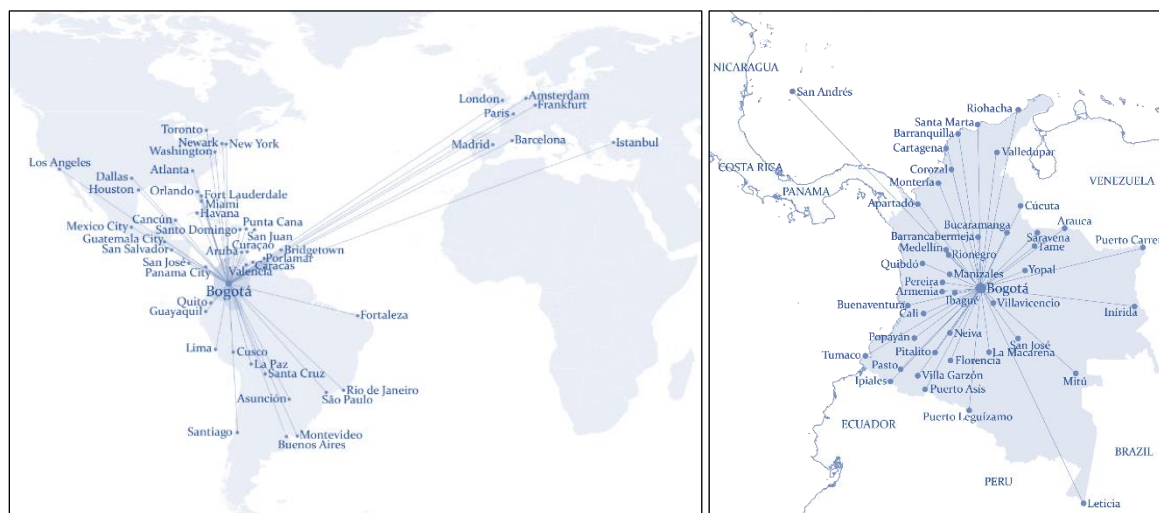 London
Amsterdam
Frankfurt
Paris
Toronto
Newark
New York
Washington
Madrid
Barcelona
Istanbul
Los Angeles
Atlanta
Dallas
Houston
Orlando
Fort Lauderdale
Miami
Havana
Cancún
Mexico City
Santo Domingo
Punta Cana
San Juan
Guatemala City
San Salvador
Curaçao
Aruba
Bridgetown
Porlamar
San José
Caracas
Panama City
Valencia
Bogotá
Quito
Guayaquil
Fortaleza
Lima
Cusco
La Paz
Santa Cruz
Rio de Janeiro
São Paulo
Asunción
Santiago
Montevideo
Buenos Aires
NICARAGUA
San Andrés
Riohacha
Santa Marta
Barranquilla
Cartagena
Valledupar
COSTA RICA
Corozal
VENEZUELA
Montería
PANAMA
Apartadó
Cúcuta
Bucaramanga
Arauca
Barrancabermeja
Saravena
Puerto Carreñ
Medellín
Tame
Rionegro
Quibdó
Yopal
Manizales
Pereira
Armenia
Bogotá
Ibagué
Villavicencio
Buenaventura
Cali
Inírida
Popayán
Neiva
San José
Tumaco
Pitalito
La Macarena
Florencia
Pasto
Villa Garzón
Mitú
Ipiales
Puerto Asís
Puerto Leguízamo
ECUADOR
BRAZIL
PERU
Leticia